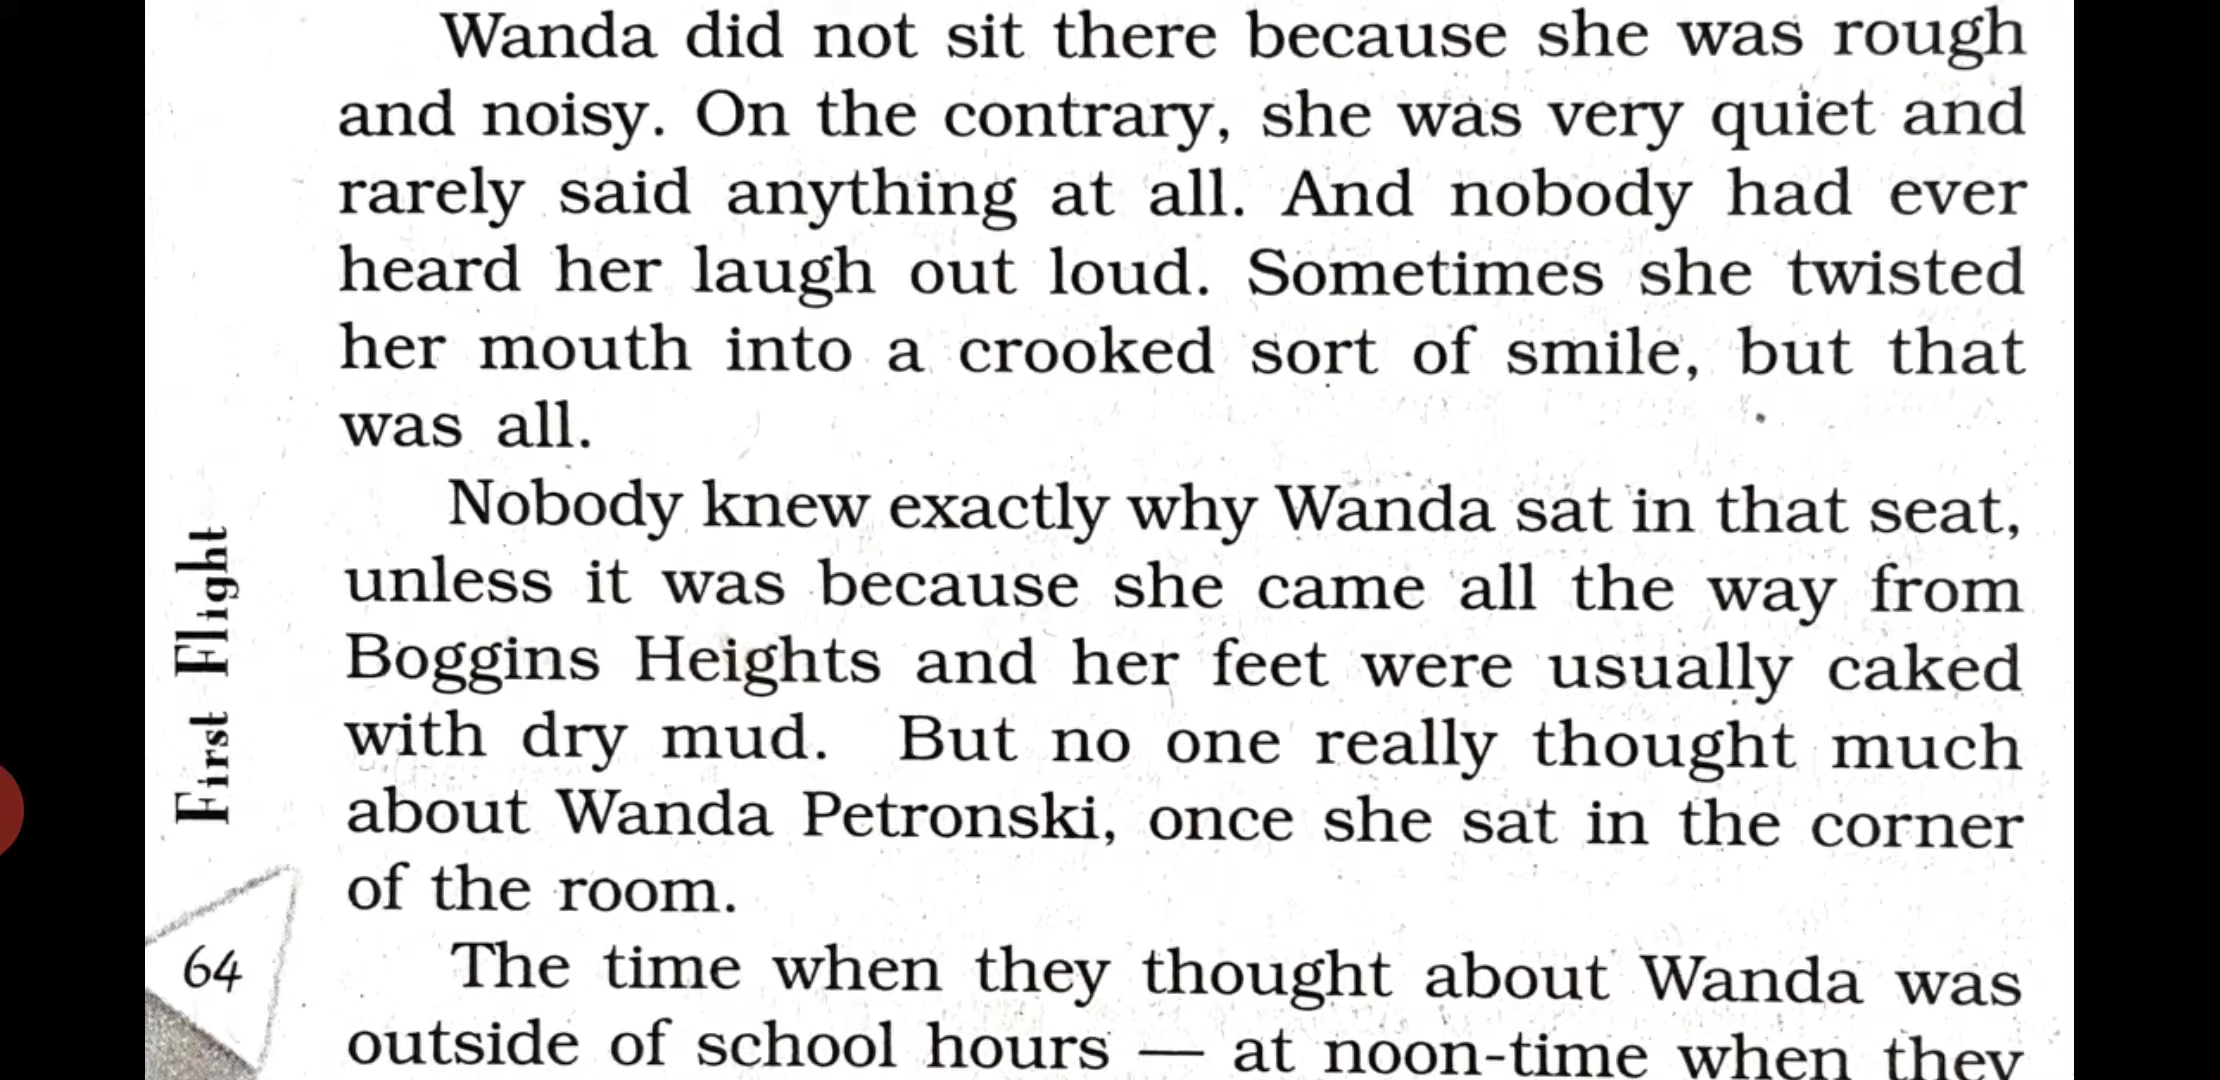 Wanda did not sit there because she was rough
and noisy. On the contrary, she was very quiet and
rarely said anything at all. And nobody had ever
heard her laugh out loud. Sometimes she twisted
her mouth into a crooked sort of smile, but that
was all.
Nobody knew exactly why Wanda sat in that seat,
unless it was because she came all the way from
Boggins Heights and her feet were usually caked
with dry mud. But no one really thought much
about Wanda Petronski, once she sat in the corner
of the room.
The time when they thought about Wanda was
outside of school hours — at noon-time when they
First Flight
64